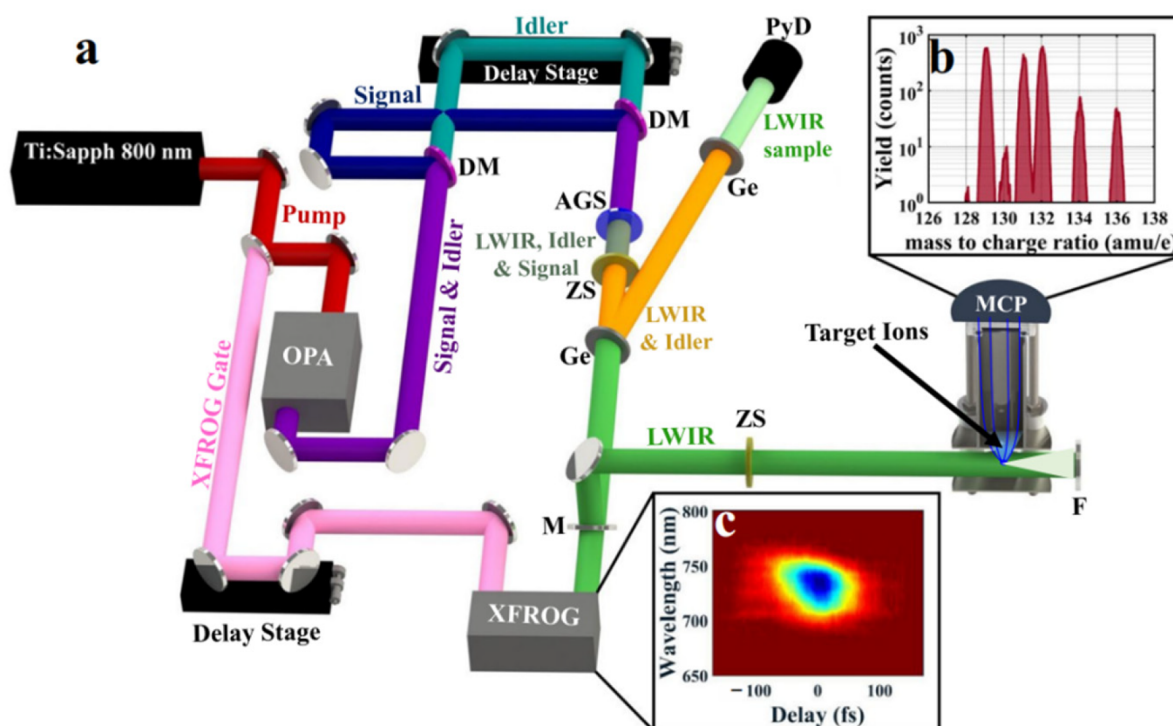 a
Idler
Delay Stage
Signal
DM
DM
Ti:Sapph 800 nm
Pump
OPA
Signal & Idler
XFROG Gate
Delay Stage
XFROG
PyD
LWIR
sample
Ge
AGS
LWIR, Idler
& Signal
ZS
LWIR
& Idler
Ge
LWIR
ZS
M
F
Target Ions
MCP
b
Yield (counts)
10³
10²
10¹
10⁰
126 128 130 132 134 136 138
mass to charge ratio (amu/e)
c
Wavelength (nm)
800
750
700
650
−100 0 100
Delay (fs)